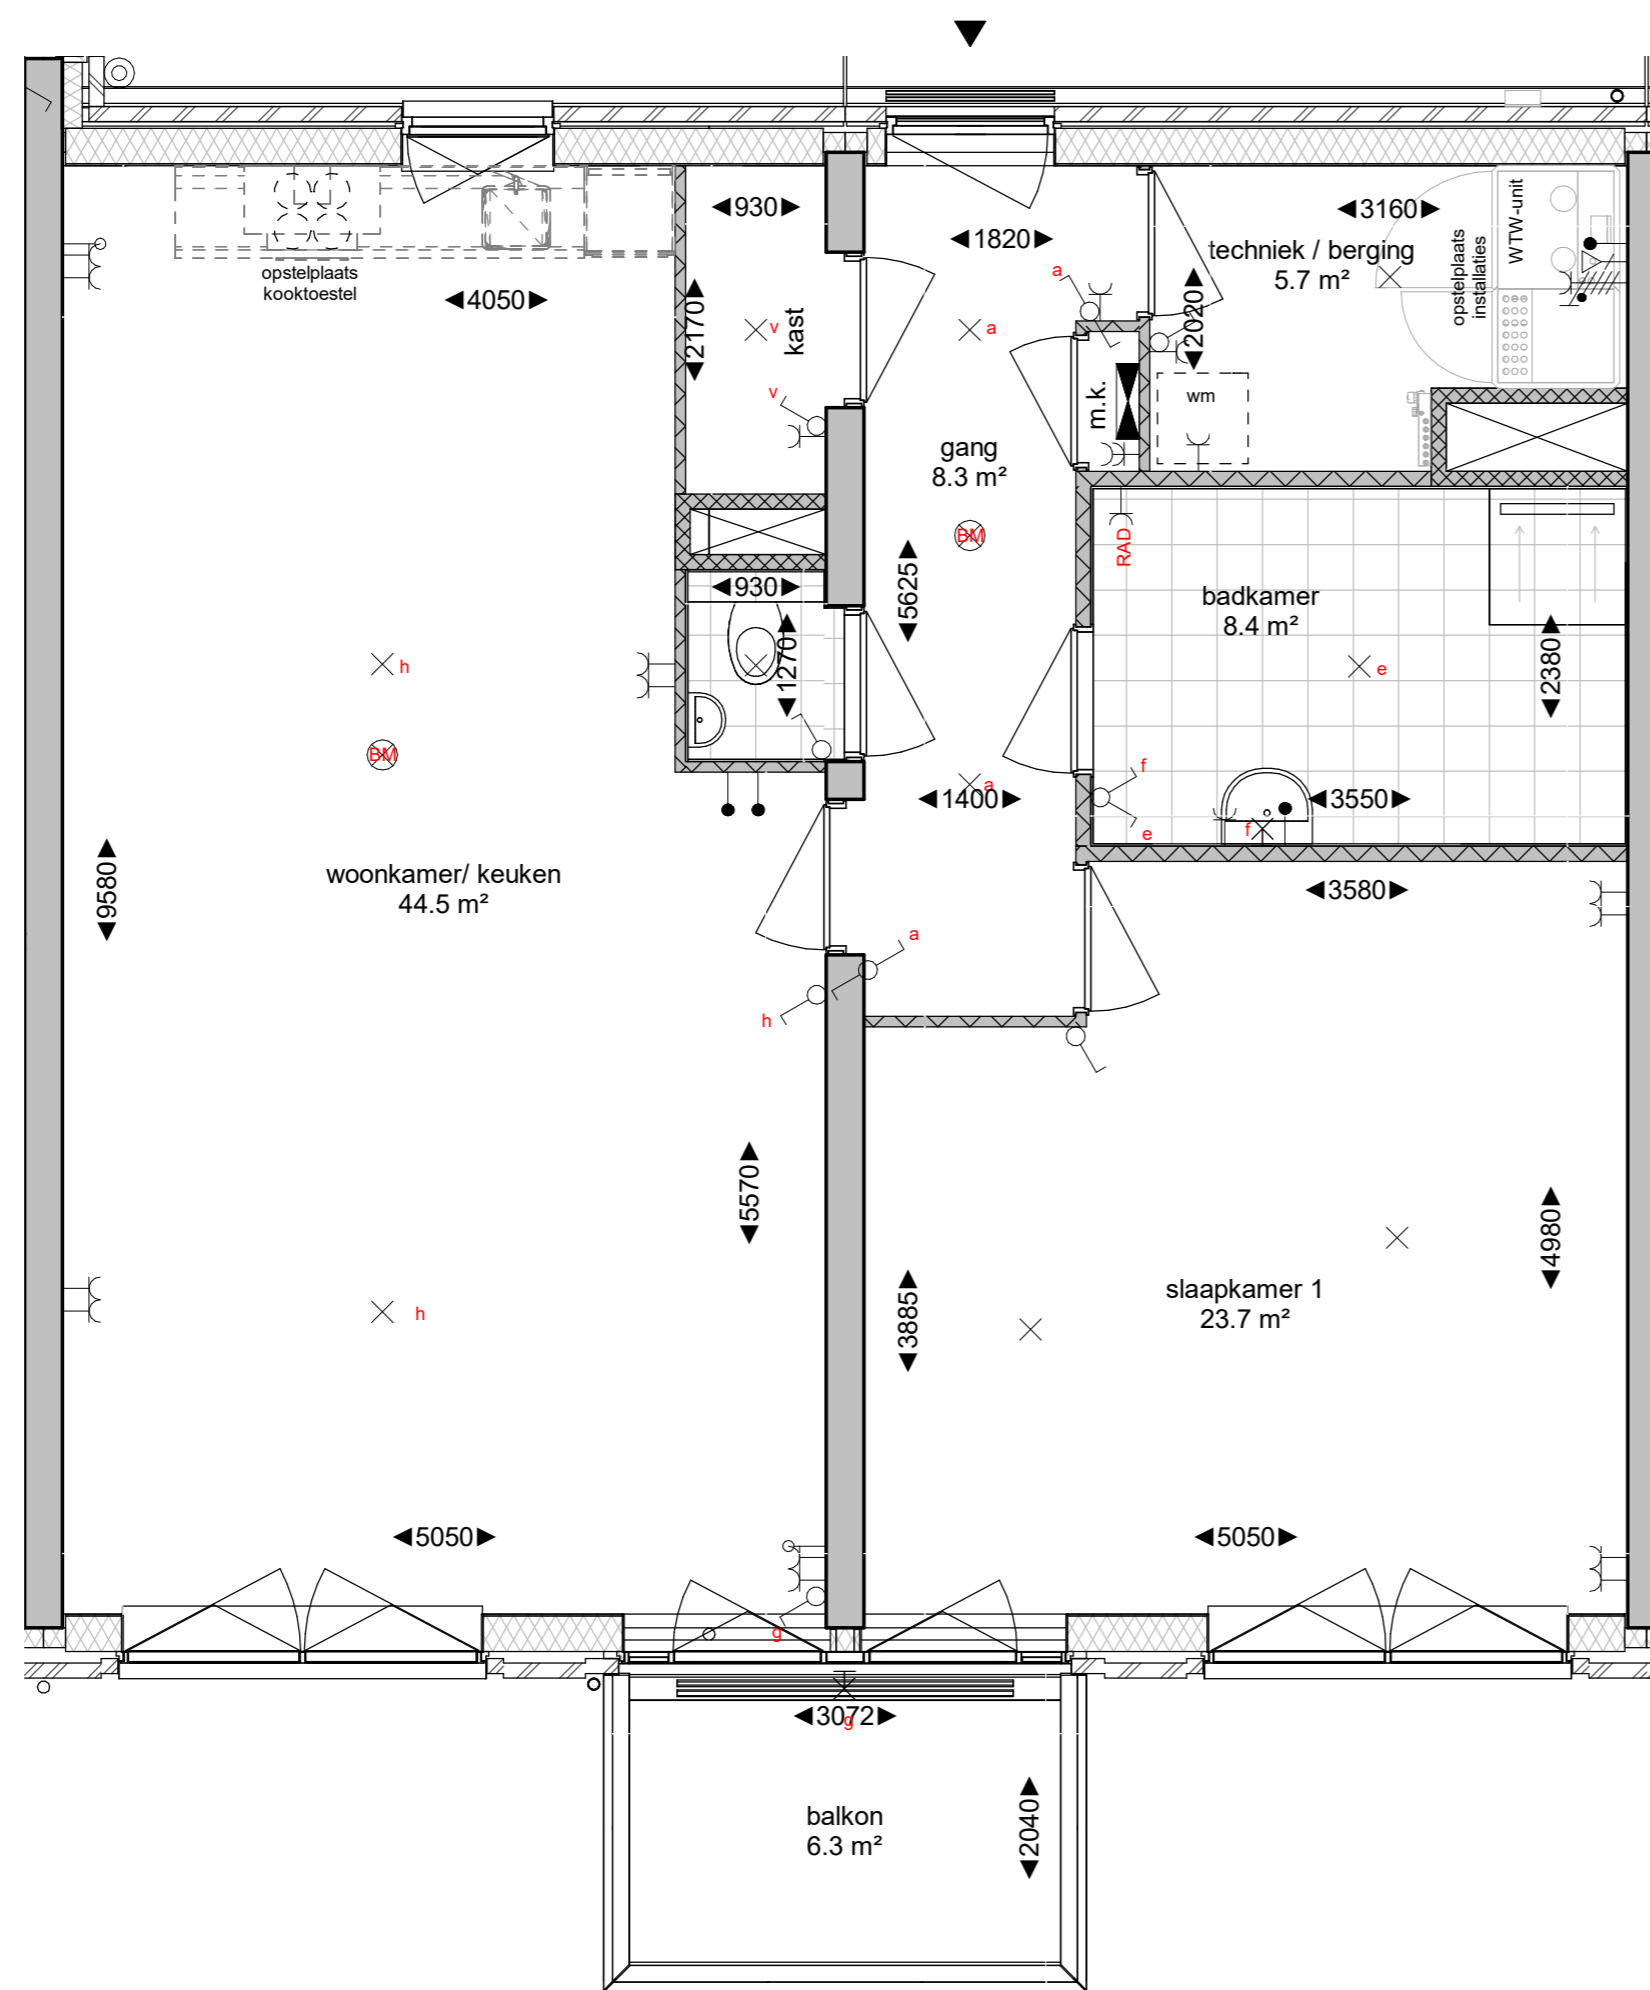 930
1820
3160
techniek / berging
5.7 m²
opstelplaats
installaties
WTW-unit
opstelplaats
kooktoestel
4050
2170
v
kast
v
a
a
2020
m.k.
wm
gang
8.3 m²
BM
RAD
5625
930
1270
badkamer
8.4 m²
2380
e
h
BM
a
1400
f
e
f
3550
9580
woonkamer/ keuken
44.5 m²
3580
a
h
5570
4980
slaapkamer 1
23.7 m²
3885
h
5050
5050
g
3072
g
balkon
6.3 m²
2040